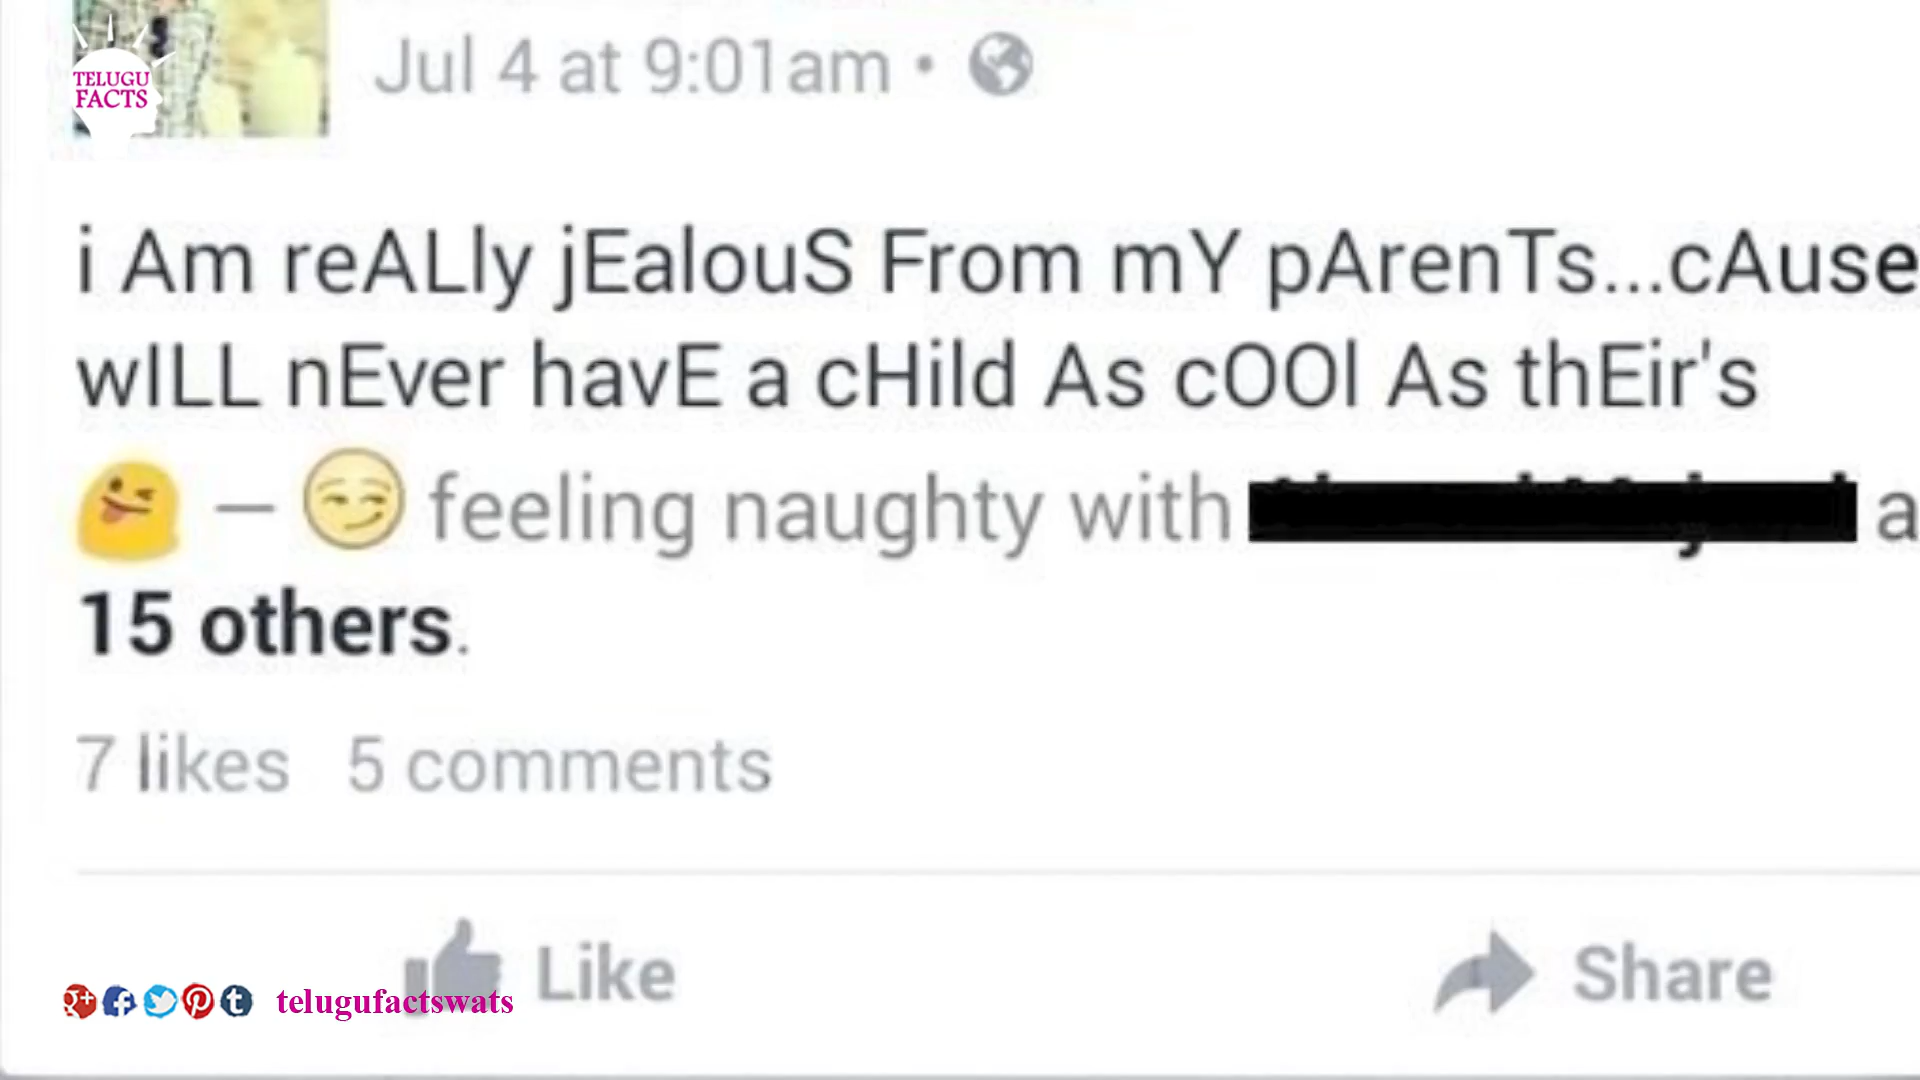 TELUGU
FACTS
Jul 4 at 9:01am •
i Am reALly jEalouS From mY pArenTs...cAuse
wILL nEver havE a cHild As cOOl As thEir's
— feeling naughty with a
15 others.
7 likes 5 comments
Like Share
telugufactswats